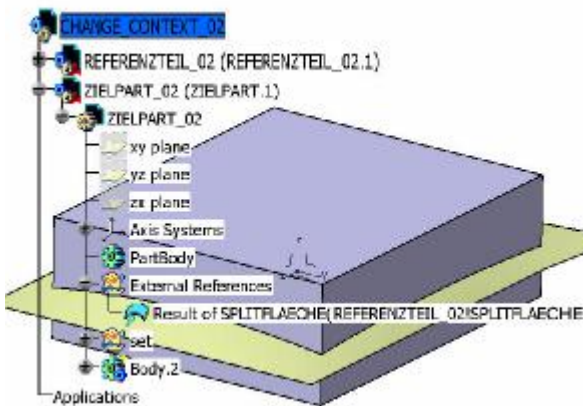 CHANGE_CONTEXT_02
REFERENZTEIL_02 (REFERENZTEIL_02.1)
ZIELPART_02 (ZIELPART.1)
ZIELPART_02
xy plane
yz plane
zx plane
Axis Systems
PartBody
External References
Result of SPLITFLAECHE(REFERENZTEIL_02!SPLITFLAECHE
set
Body.2
Applications